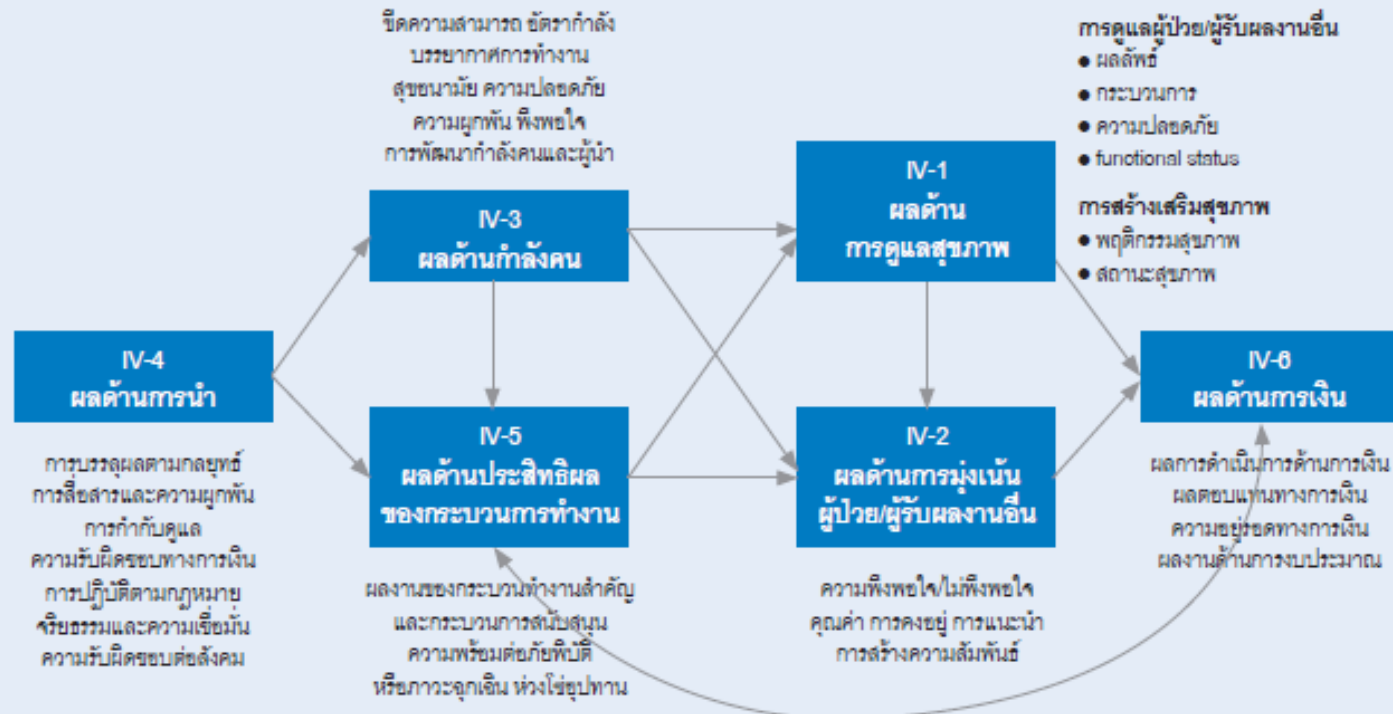 ขีดความสามารถ อัตรากำลัง
บรรยากาศการทำงาน
สุขอนามัย ความปลอดภัย
ความผูกพัน พึงพอใจ
การพัฒนากำลังคนและผู้นำ
การดูแลผู้ป่วย/ผู้รับผลงานอื่น
● ผลลัพธ์
● กระบวนการ
● ความปลอดภัย
● functional status
การสร้างเสริมสุขภาพ
● พฤติกรรมสุขภาพ
● สถานะสุขภาพ
IV-1
ผลด้าน
การดูแลสุขภาพ
IV-3
ผลด้านกำลังคน
IV-4
ผลด้านการนำ
IV-6
ผลด้านการเงิน
IV-5
ผลด้านประสิทธิผล
ของกระบวนการทำงาน
IV-2
ผลด้านการมุ่งเน้น
ผู้ป่วย/ผู้รับผลงานอื่น
การบรรลุผลตามกลยุทธ์
การสื่อสารและความผูกพัน
การกำกับดูแล
ความรับผิดชอบทางการเงิน
การปฏิบัติตามกฎหมาย
จริยธรรมและความเชื่อมั่น
ความรับผิดชอบต่อสังคม
ผลงานของกระบวนทำงานสำคัญ
และกระบวนการสนับสนุน
ความพร้อมต่อภัยพิบัติ
หรือภาวะฉุกเฉิน ห่วงโซ่อุปทาน
ความพึงพอใจ/ไม่พึงพอใจ
คุณค่า การคงอยู่ การแนะนำ
การสร้างความสัมพันธ์
ผลการดำเนินการด้านการเงิน
ผลตอบแทนทางการเงิน
ความอยู่รอดทางการเงิน
ผลงานด้านการงบประมาณ